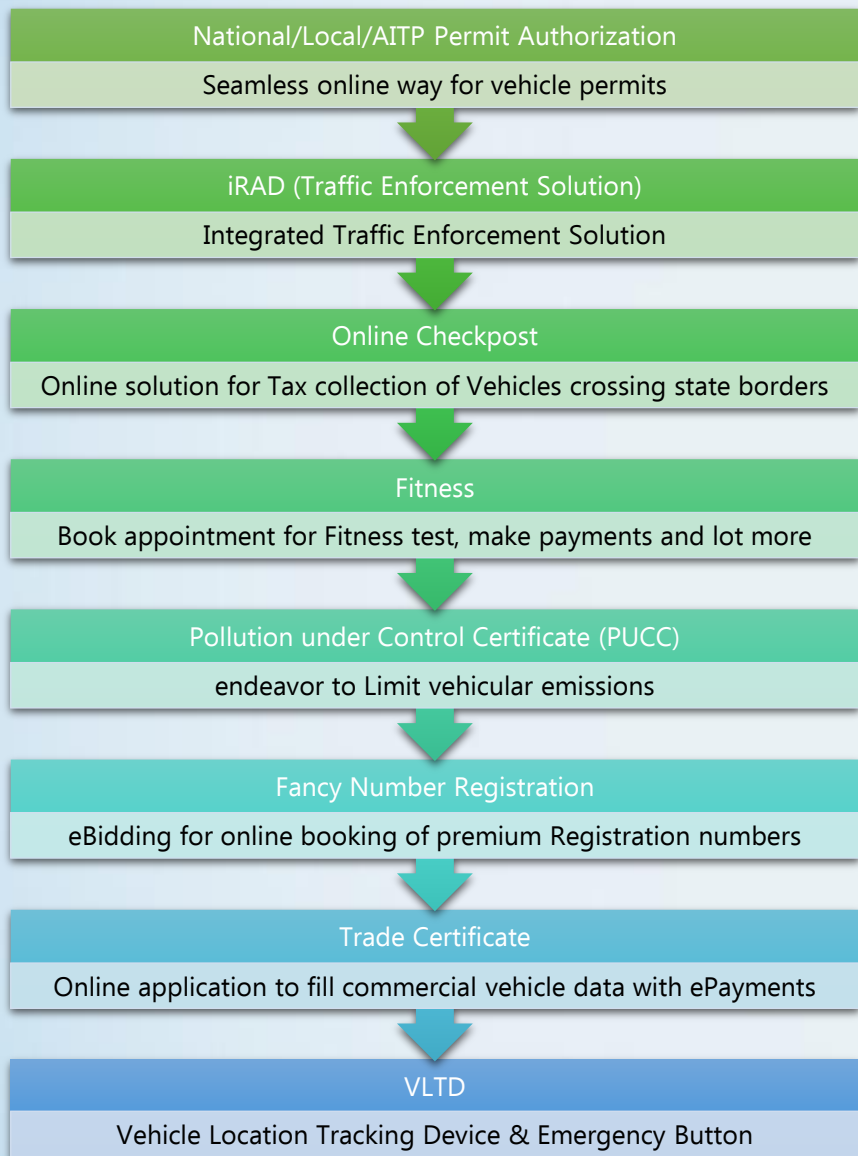 National/Local/AITP Permit Authorization
Seamless online way for vehicle permits
iRAD (Traffic Enforcement Solution)
Integrated Traffic Enforcement Solution
Online Checkpost
Online solution for Tax collection of Vehicles crossing state borders
Fitness
Book appointment for Fitness test, make payments and lot more
Pollution under Control Certificate (PUCC)
endeavor to Limit vehicular emissions
Fancy Number Registration
eBidding for online booking of premium Registration numbers
Trade Certificate
Online application to fill commercial vehicle data with ePayments
VLTD
Vehicle Location Tracking Device & Emergency Button